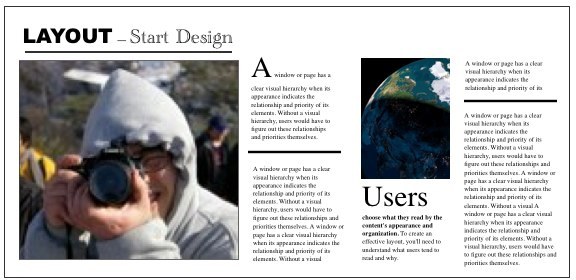 LAYOUT – Start Design
A window or page has a
clear visual hierarchy when its
appearance indicates the
relationship and priority of its
elements. Without a visual
hierarchy, users would have to
figure out these relationships
and priorities themselves.
A window or page has a clear
visual hierarchy when its
appearance indicates the
relationship and priority of its
elements. Without a visual
hierarchy, users would have to
figure out these relationships and
priorities themselves. A window or
page has a clear visual hierarchy
when its appearance indicates the
relationship and priority of its
elements. Without a visual
Users
choose what they read by the
content's appearance and
organization. To create an
effective layout, you'll need to
understand what users tend to
read and why.
A window or page has a clear
visual hierarchy when its
appearance indicates the
relationship and priority of its
A window or page has a clear
visual hierarchy when its
appearance indicates the
relationship and priority of its
elements. Without a visual
hierarchy, users would have to
figure out these relationships and
priorities themselves. A window or
page has a clear visual hierarchy
when its appearance indicates the
relationship and priority of its
elements. Without a visual A
window or page has a clear visual
hierarchy when its appearance
indicates the relationship and
priority of its elements. Without a
visual hierarchy, users would have
to figure out these relationships and
priorities themselves.